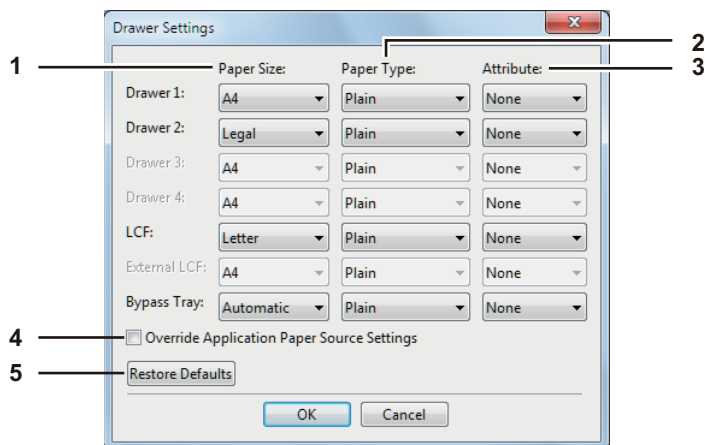 Drawer Settings
2
1 Paper Size: Paper Type: Attribute: 3
Drawer 1: A4 Plain None
Drawer 2: Legal Plain None
Drawer 3: A4 Plain None
Drawer 4: A4 Plain None
LCF: Letter Plain None
External LCF: A4 Plain None
Bypass Tray: Automatic Plain None
4 Override Application Paper Source Settings
5 Restore Defaults
OK Cancel